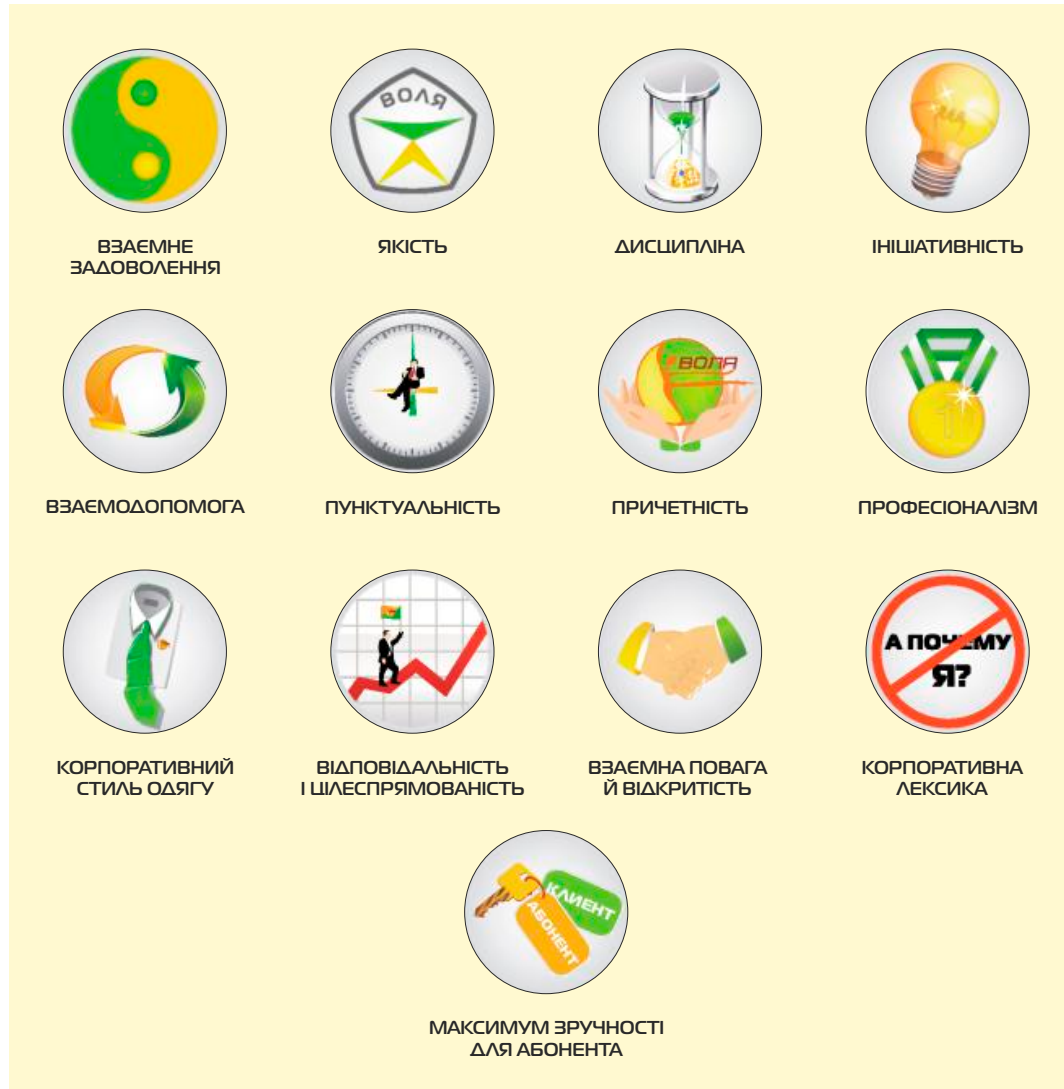 ВОЛЯ
ВЗАЄМНЕ
ЗАДОВОЛЕННЯ
ЯКІСТЬ
ДИСЦИПЛІНА
ІНІЦІАТИВНІСТЬ
ВОЛЯ
1
ВЗАЄМОДОПОМОГА
ПУНКТУАЛЬНІСТЬ
ПРИЧЕТНІСТЬ
ПРОФЕСІОНАЛІЗМ
А ПОЧЕМУ
Я?
КОРПОРАТИВНИЙ
СТИЛЬ ОДЯГУ
ВІДПОВІДАЛЬНІСТЬ
І ЦІЛЕСПРЯМОВАНІСТЬ
ВЗАЄМНА ПОВАГА
Й ВІДКРИТІСТЬ
КОРПОРАТИВНА
ЛЕКСИКА
КЛИЕНТ
АБОНЕНТ
МАКСИМУМ ЗРУЧНОСТІ
ДЛЯ АБОНЕНТА